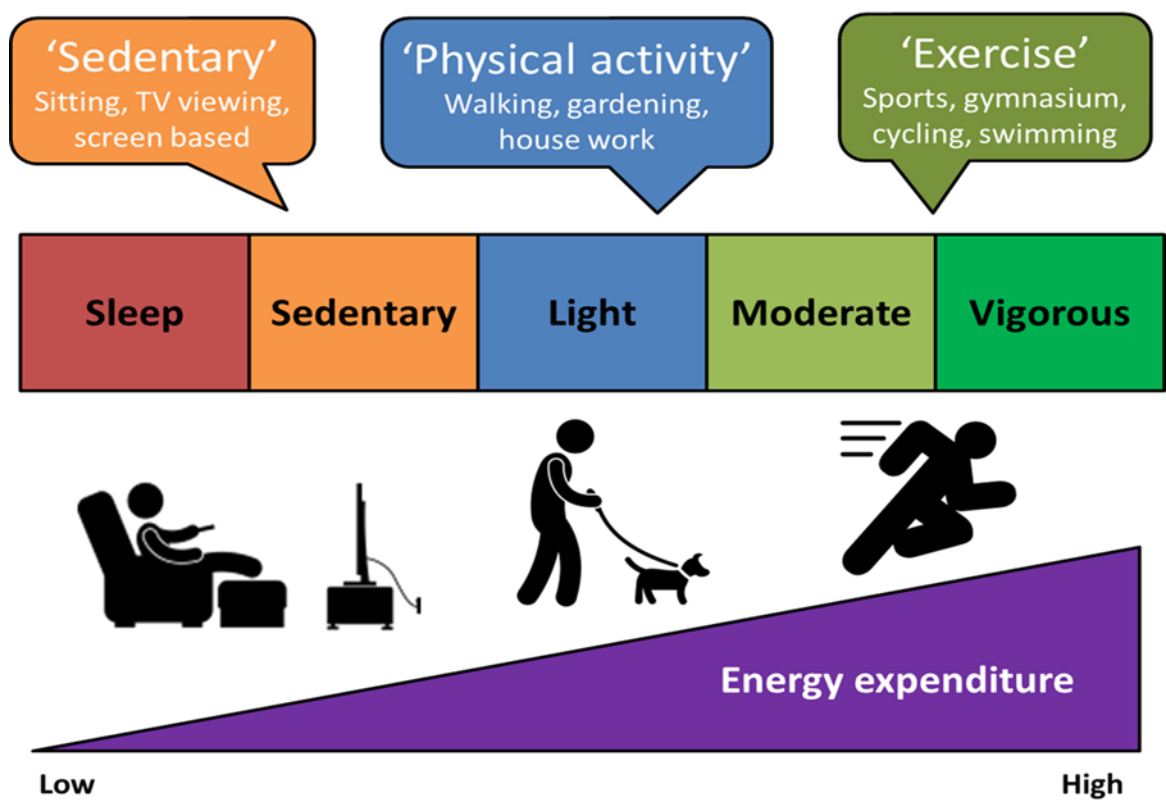 ‘Sedentary’
Sitting, TV viewing,
screen based
‘Physical activity’
Walking, gardening,
house work
‘Exercise’
Sports, gymnasium,
cycling, swimming
Sleep
Sedentary
Light
Moderate
Vigorous
Energy expenditure
Low
High